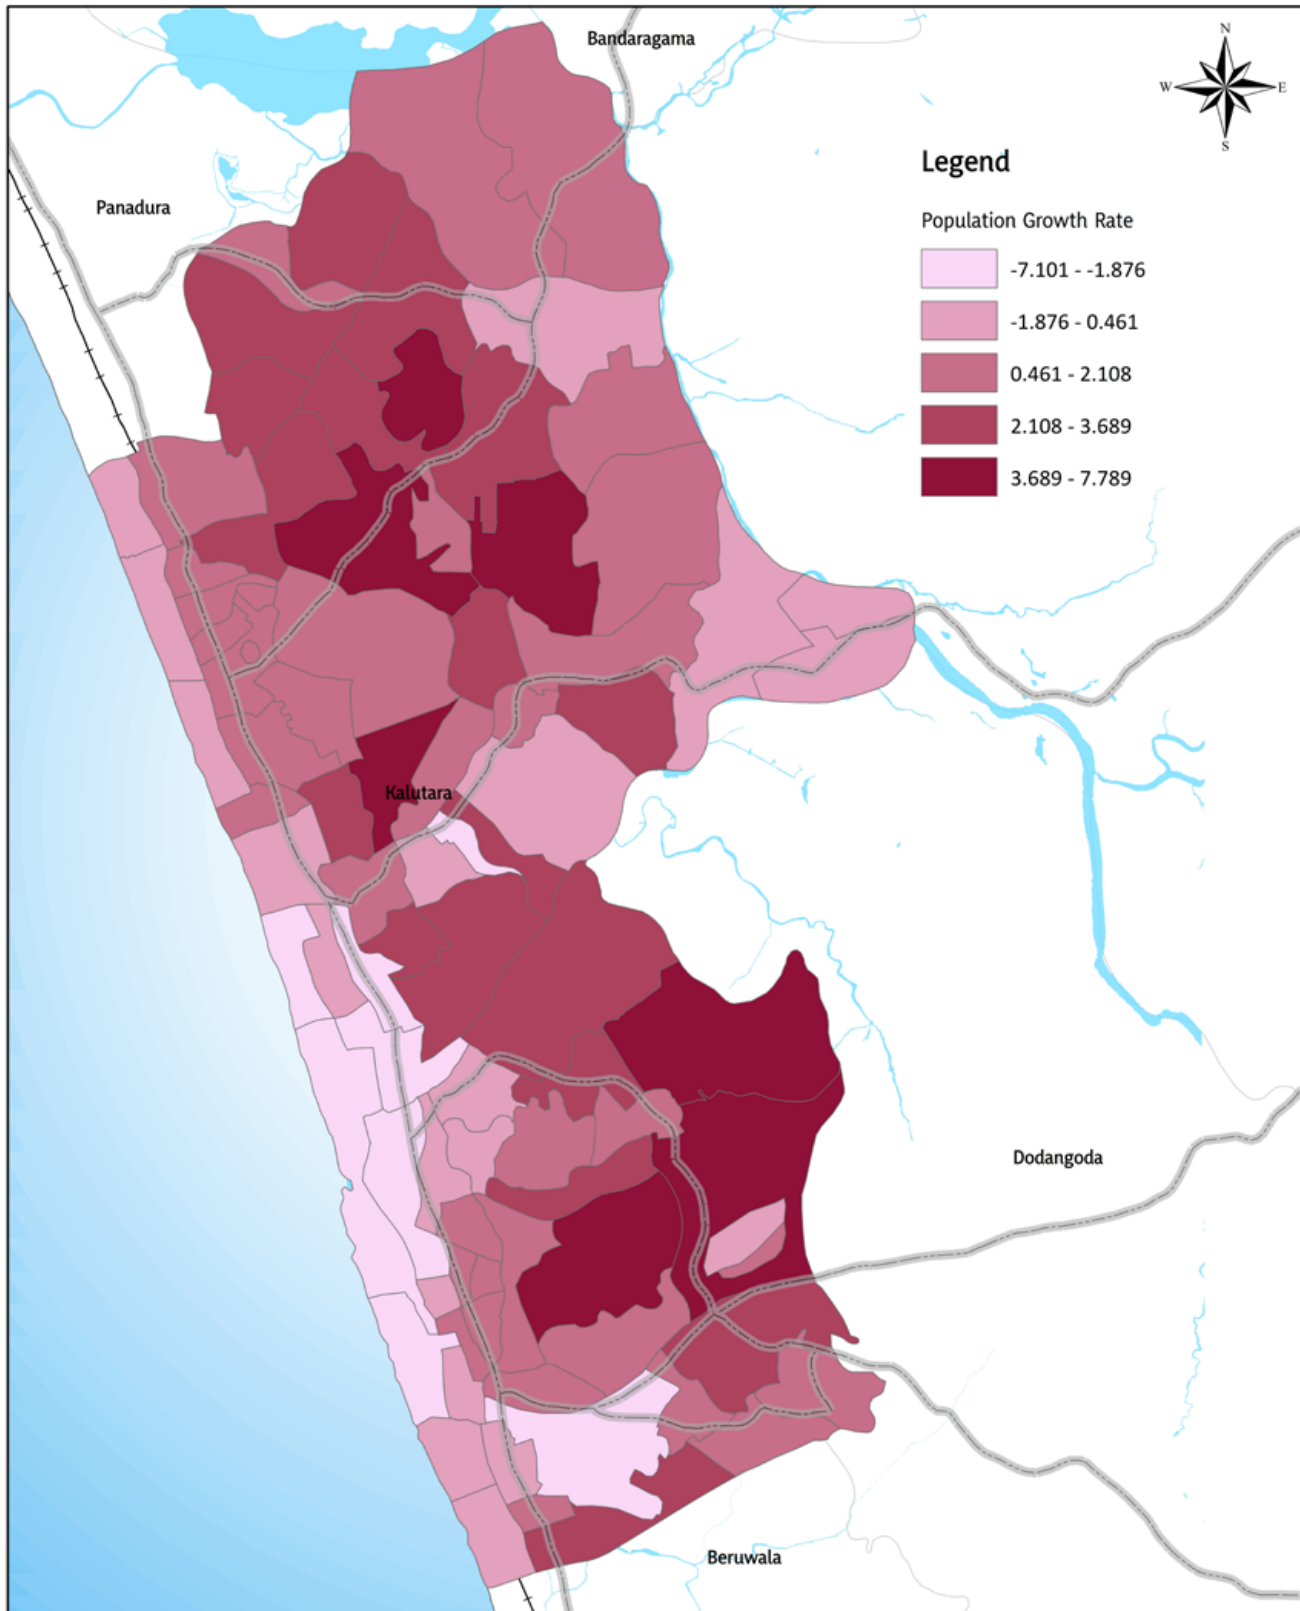 Bandaragama
N
W E
S
Legend
Panadura
Population Growth Rate
-7.101 - -1.876
-1.876 - 0.461
0.461 - 2.108
2.108 - 3.689
3.689 - 7.789
Kalutara
Dodangoda
Beruwala